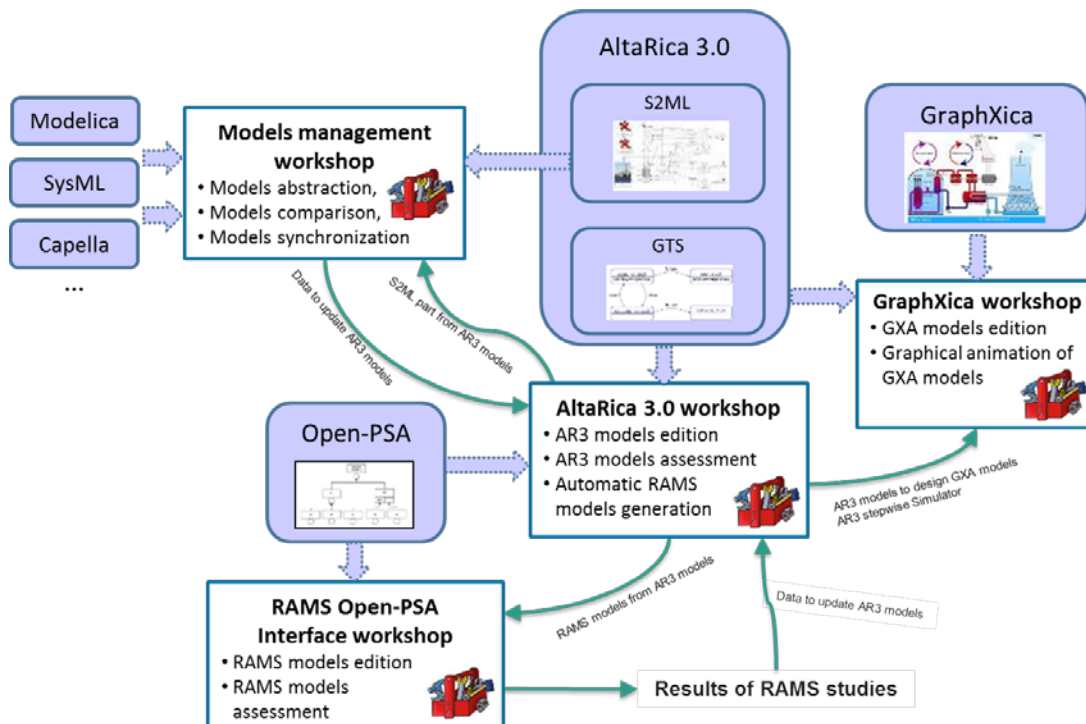 AltaRica 3.0
S2ML
GTS
Modelica
SysML
Capella
...
Models management
workshop
• Models abstraction,
• Models comparison,
• Models synchronization
GraphXica
GraphXica workshop
• GXA models edition
• Graphical animation of
GXA models
Data to update AR3 models
S2ML part from AR3 models
Open-PSA
AltaRica 3.0 workshop
• AR3 models edition
• AR3 models assessment
• Automatic RAMS
models generation
AR3 models to design GXA models
AR3 stepwise Simulator
RAMS models from AR3 models
Data to update AR3 models
RAMS Open-PSA
Interface workshop
• RAMS models edition
• RAMS models
assessment
Results of RAMS studies